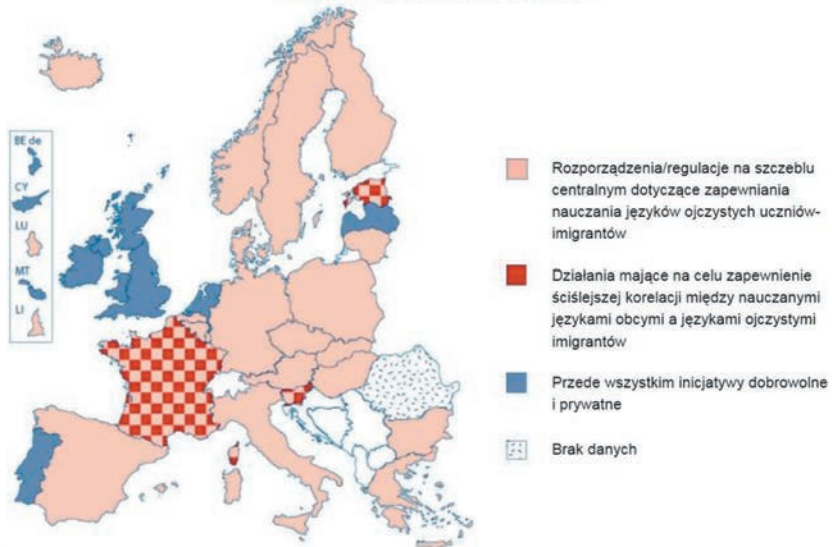 BE de
CY
LU
MT
LI
Rozporządzenia/regulacje na szczeblu
centralnym dotyczące zapewniania
nauczania języków ojczystych uczniów-
imigrantów
Działania mające na celu zapewnienie
ściślejszej korelacji między nauczanymi
językami obcymi a językami ojczystymi
imigrantów
Przede wszystkim inicjatywy dobrowolne
i prywatne
Brak danych